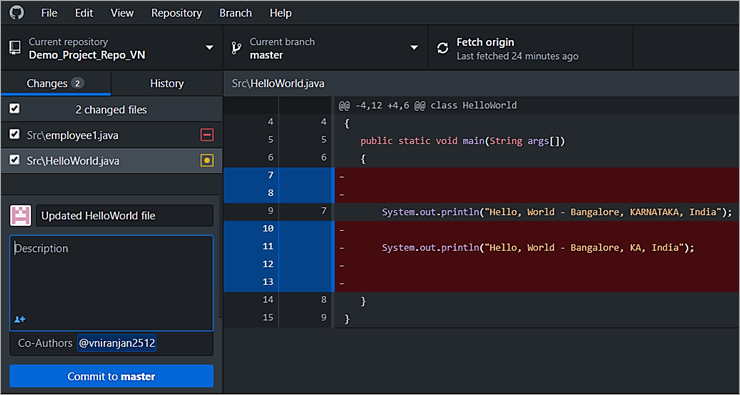 File Edit View Repository Branch Help
Current repository
Demo_Project_Repo_VN
Current branch
master
Fetch origin
Last fetched 24 minutes ago
Changes 2 History
Src\HelloWorld.java
2 changed files
Src\employee1.java
Src\HelloWorld.java
Updated HelloWorld file
Description
Co-Authors @vniranjan2512
Commit to master
@@ -4,12 +4,6 @@ class HelloWorld
4 4 {
5 5 public static void main(String args[])
6 6 {
7 -
8 -
9 7 System.out.println("Hello, World - Bangalore, KARNATAKA, India");
10 -
11 - System.out.println("Hello, World - Bangalore, KA, India");
12 -
13 -
14 8 }
15 9 }